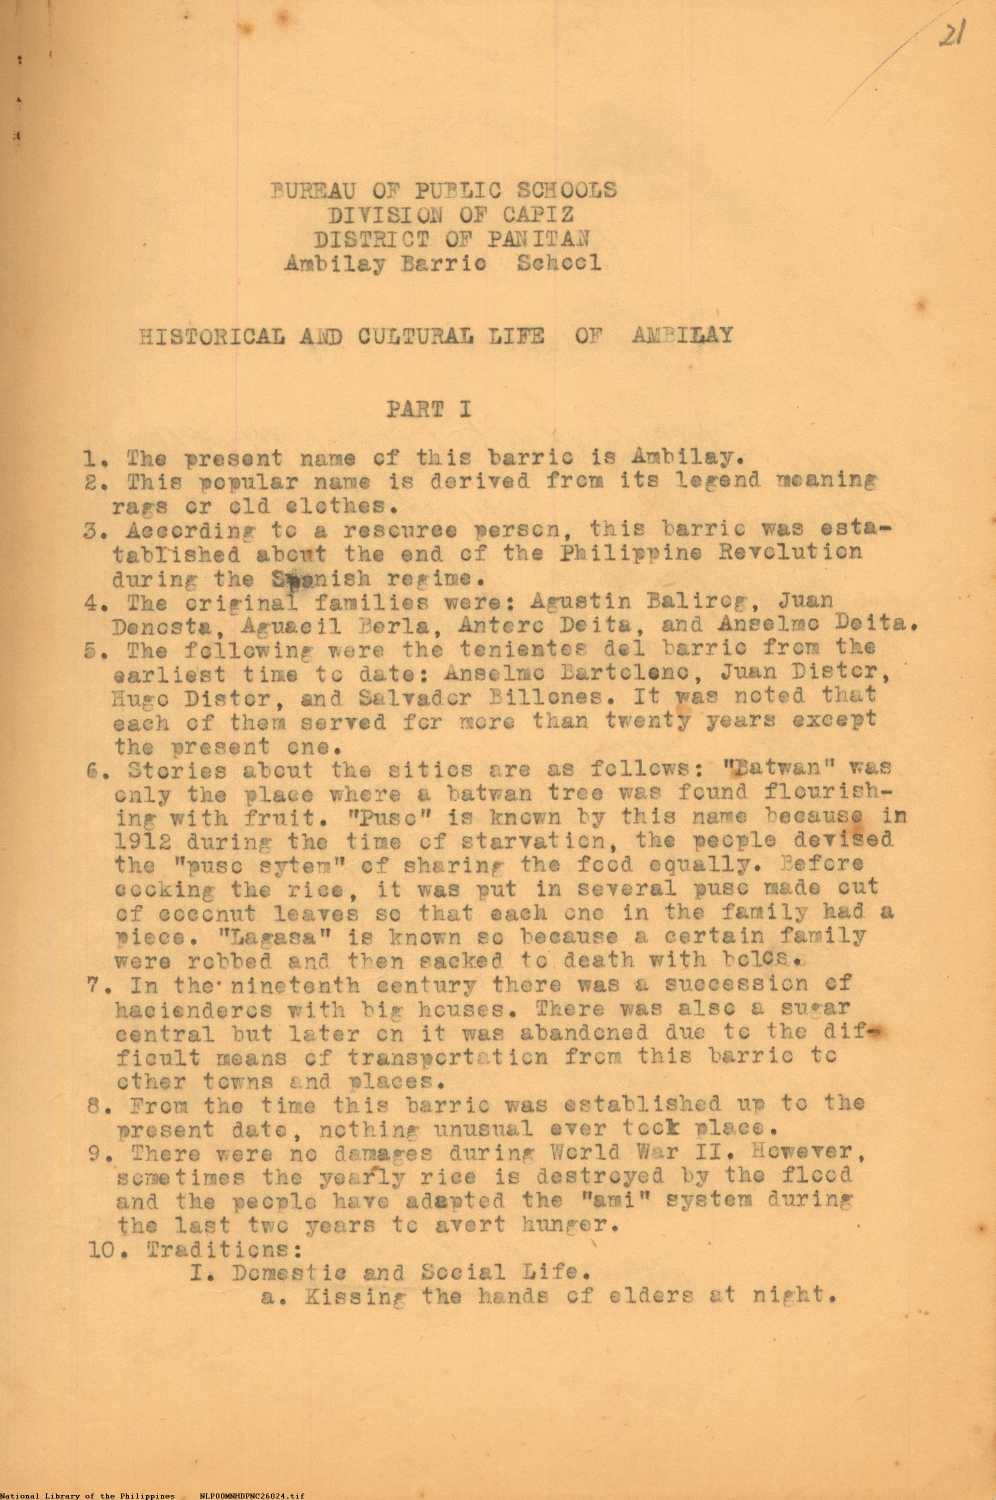 21
BUREAU OF PUBLIC SCHOOLS
DIVISION OF CAPIZ
DISTRICT OF PANITAN
Ambilay Barrio School
HISTORICAL AND CULTURAL LIFE OF AMBILAY
PART I
1. The present name of this barrio is Ambilay.
2. This popular name is derived from its legend meaning
rags or old clothes.
3. According to a resource person, this barrio was esta-
tablished about the end of the Philippine Revolution
during the Spanish regime.
4. The original families were: Agustin Balirog, Juan
Denosta, Aguacil Berla, Antero Deita, and Anselmo Deita.
5. The following were the tenientes del barrio from the
earliest time to date: Anselmo Bartoleno, Juan Distor,
Hugo Distor, and Salvador Billones. It was noted that
each of them served for more than twenty years except
the present one.
6. Stories about the sitios are as follows: "Batwan" was
only the place where a batwan tree was found flourish-
ing with fruit. "Puso" is known by this name because in
1912 during the time of starvation, the people devised
the "puso sytem" of sharing the food equally. Before
cooking the rice, it was put in several puso made out
of coconut leaves so that each one in the family had a
piece. "Lagasa" is known so because a certain family
were robbed and then sacked to death with bolos.
7. In the nineteenth century there was a succession of
hacienderos with big houses. There was also a sugar
central but later on it was abandoned due to the dif-
ficult means of transportation from this barrio to
other towns and places.
8. From the time this barrio was established up to the
present date, nothing unusual ever took place.
9. There were no damages during World War II. However,
sometimes the yearly rice is destroyed by the flood
and the people have adapted the "ami" system during
the last two years to avert hunger.
10. Traditions:
I. Domestic and Social Life.
a. Kissing the hands of elders at night.
National Library of the Philippines NLPOOMNHDPNC26024.tif